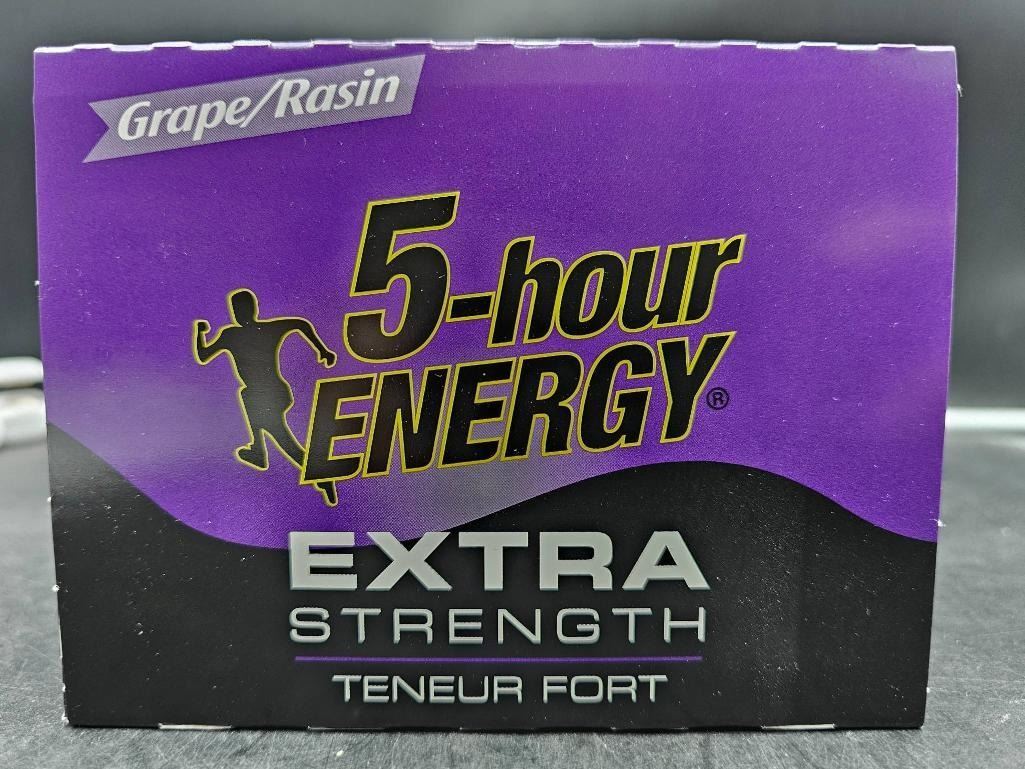 Grape/Rasin
5-hour
ENERGY®
EXTRA
STRENGTH
TENEUR FORT